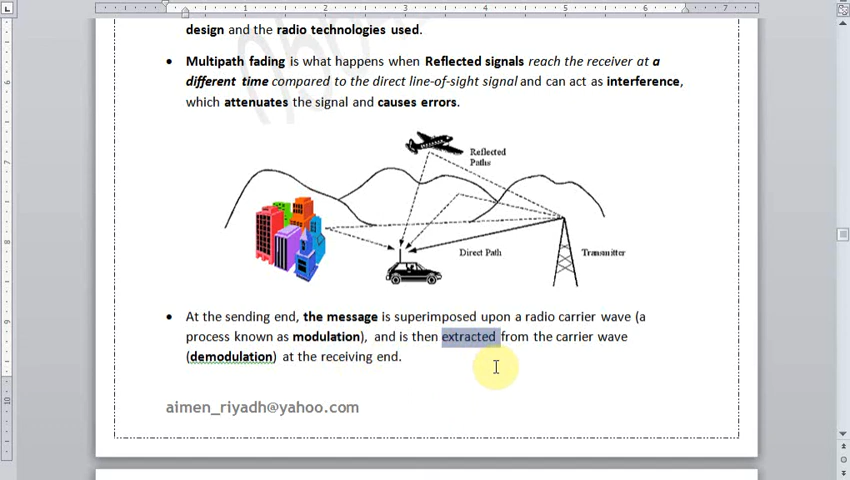 design and the radio technologies used.
• Multipath fading is what happens when Reflected signals reach the receiver at a
different time compared to the direct line-of-sight signal and can act as interference,
which attenuates the signal and causes errors.
Reflected
Paths
Direct Path
Transmitter
• At the sending end, the message is superimposed upon a radio carrier wave (a
process known as modulation), and is then extracted from the carrier wave
(demodulation) at the receiving end.
aimen_riyadh@yahoo.com